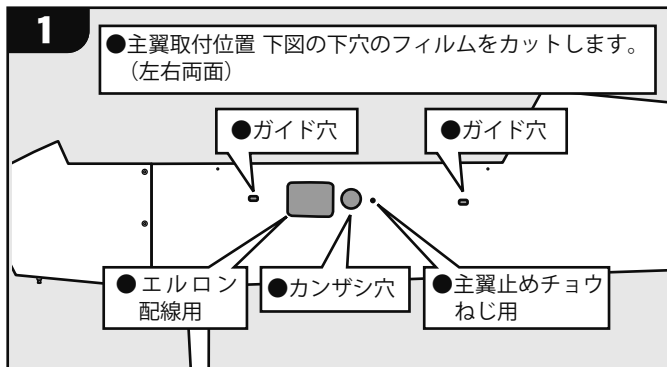 1
●主翼取付位置 下図の下穴のフィルムをカットします。
（左右両面）
●ガイド穴
●ガイド穴
●エルロン
配線用
●カンザシ穴
●主翼止めチョウ
ねじ用